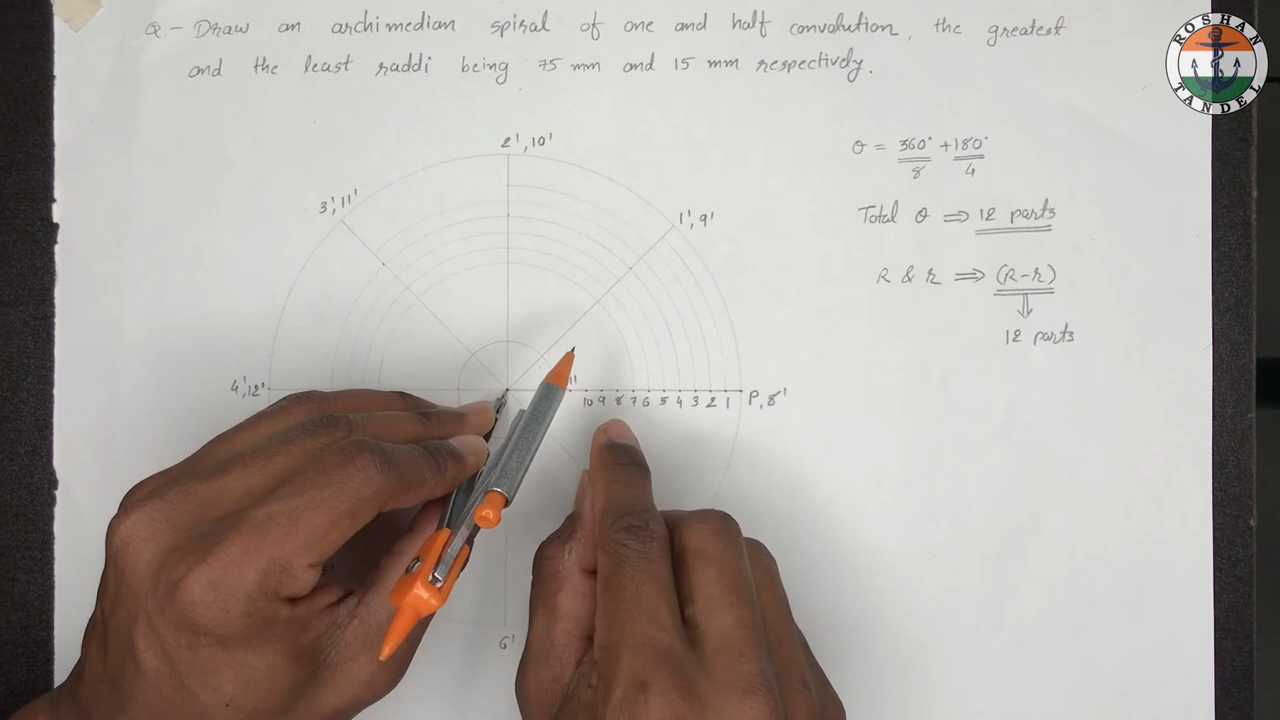 Q.- Draw an archimedian spiral of one and half convolution, the greatest
and the least raddi being 75 mm and 15 mm respectively.
ROSHAN
TANDEL
2',10'
3',11'
1',9'
4',12'
10 9 8 7 6 5 4 3 2 1 P,8'
6'
θ = 360° + 180°
8 4
Total θ ⇒ 12 parts
R & r ⇒ (R-r)
⇓
12 parts